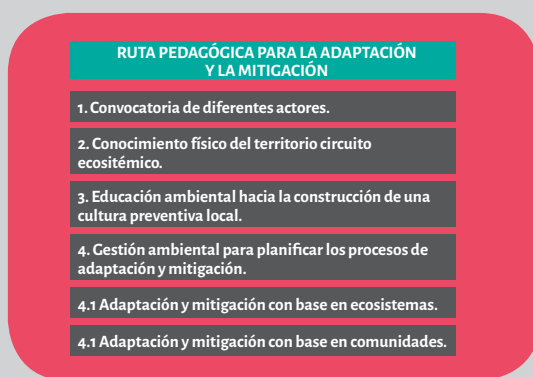 RUTA PEDAGÓGICA PARA LA ADAPTACIÓN
Y LA MITIGACIÓN
1. Convocatoria de diferentes actores.
2. Conocimiento físico del territorio circuito
ecositémico.
3. Educación ambiental hacia la construcción de una
cultura preventiva local.
4. Gestión ambiental para planificar los procesos de
adaptación y mitigación.
4.1 Adaptación y mitigación con base en ecosistemas.
4.1 Adaptación y mitigación con base en comunidades.